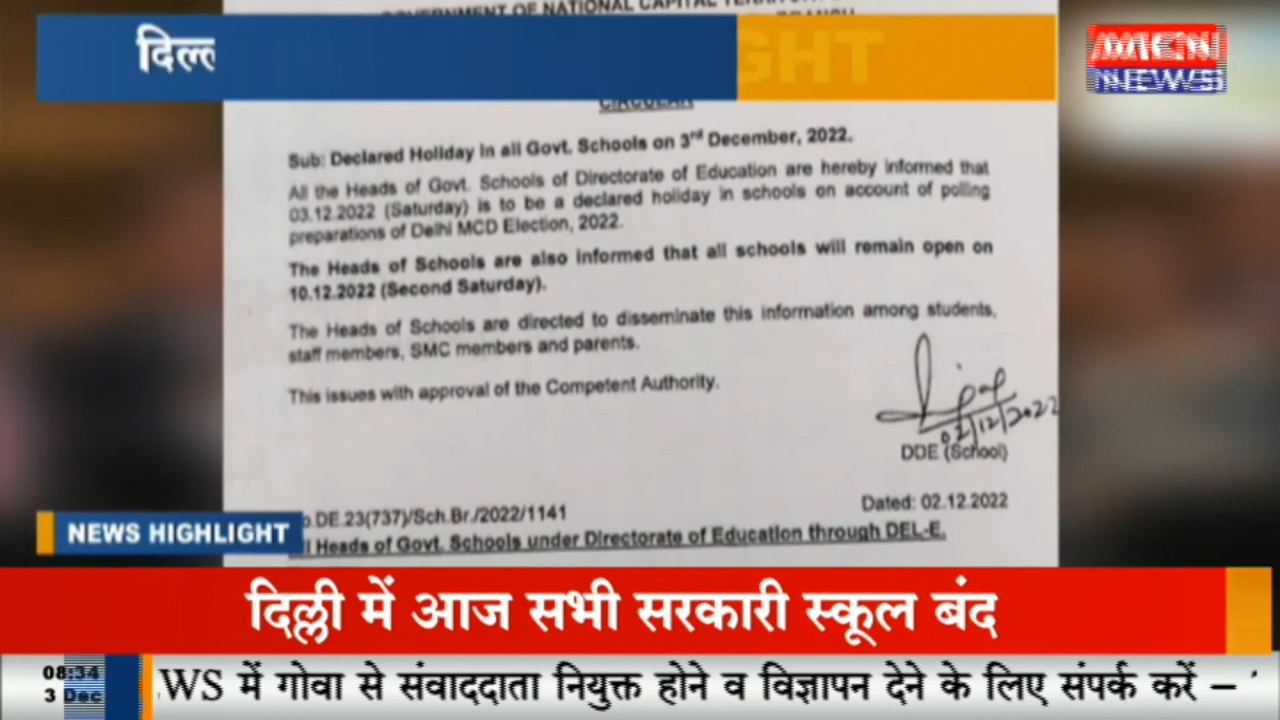 GOVERNMENT OF NATIONAL CAPITAL
दिल्ल
GHT
NEWS
CIRCULAR
Sub: Declared Holiday in all Govt. Schools on 3rd December, 2022.
All the Heads of Govt. Schools of Directorate of Education are hereby informed that
03.12.2022 (Saturday) is to be a declared holiday in schools on account of polling
preparations of Delhi MCD Election, 2022.
The Heads of Schools are also informed that all schools will remain open on
10.12.2022 (Second Saturday).
The Heads of Schools are directed to disseminate this information among students,
staff members, SMC members and parents.
This issues with approval of the Competent Authority.
02/12/2022
DDE (School)
.DE.23(737)/Sch.Br./2022/1141
Dated: 02.12.2022
Heads of Govt. Schools under Directorate of Education through DEL-E.
NEWS HIGHLIGHT
दिल्ली में आज सभी सरकारी स्कूल बंद
08:34
3 Dec
WS में गोवा से संवाददाता नियुक्त होने व विज्ञापन देने के लिए संपर्क करें –